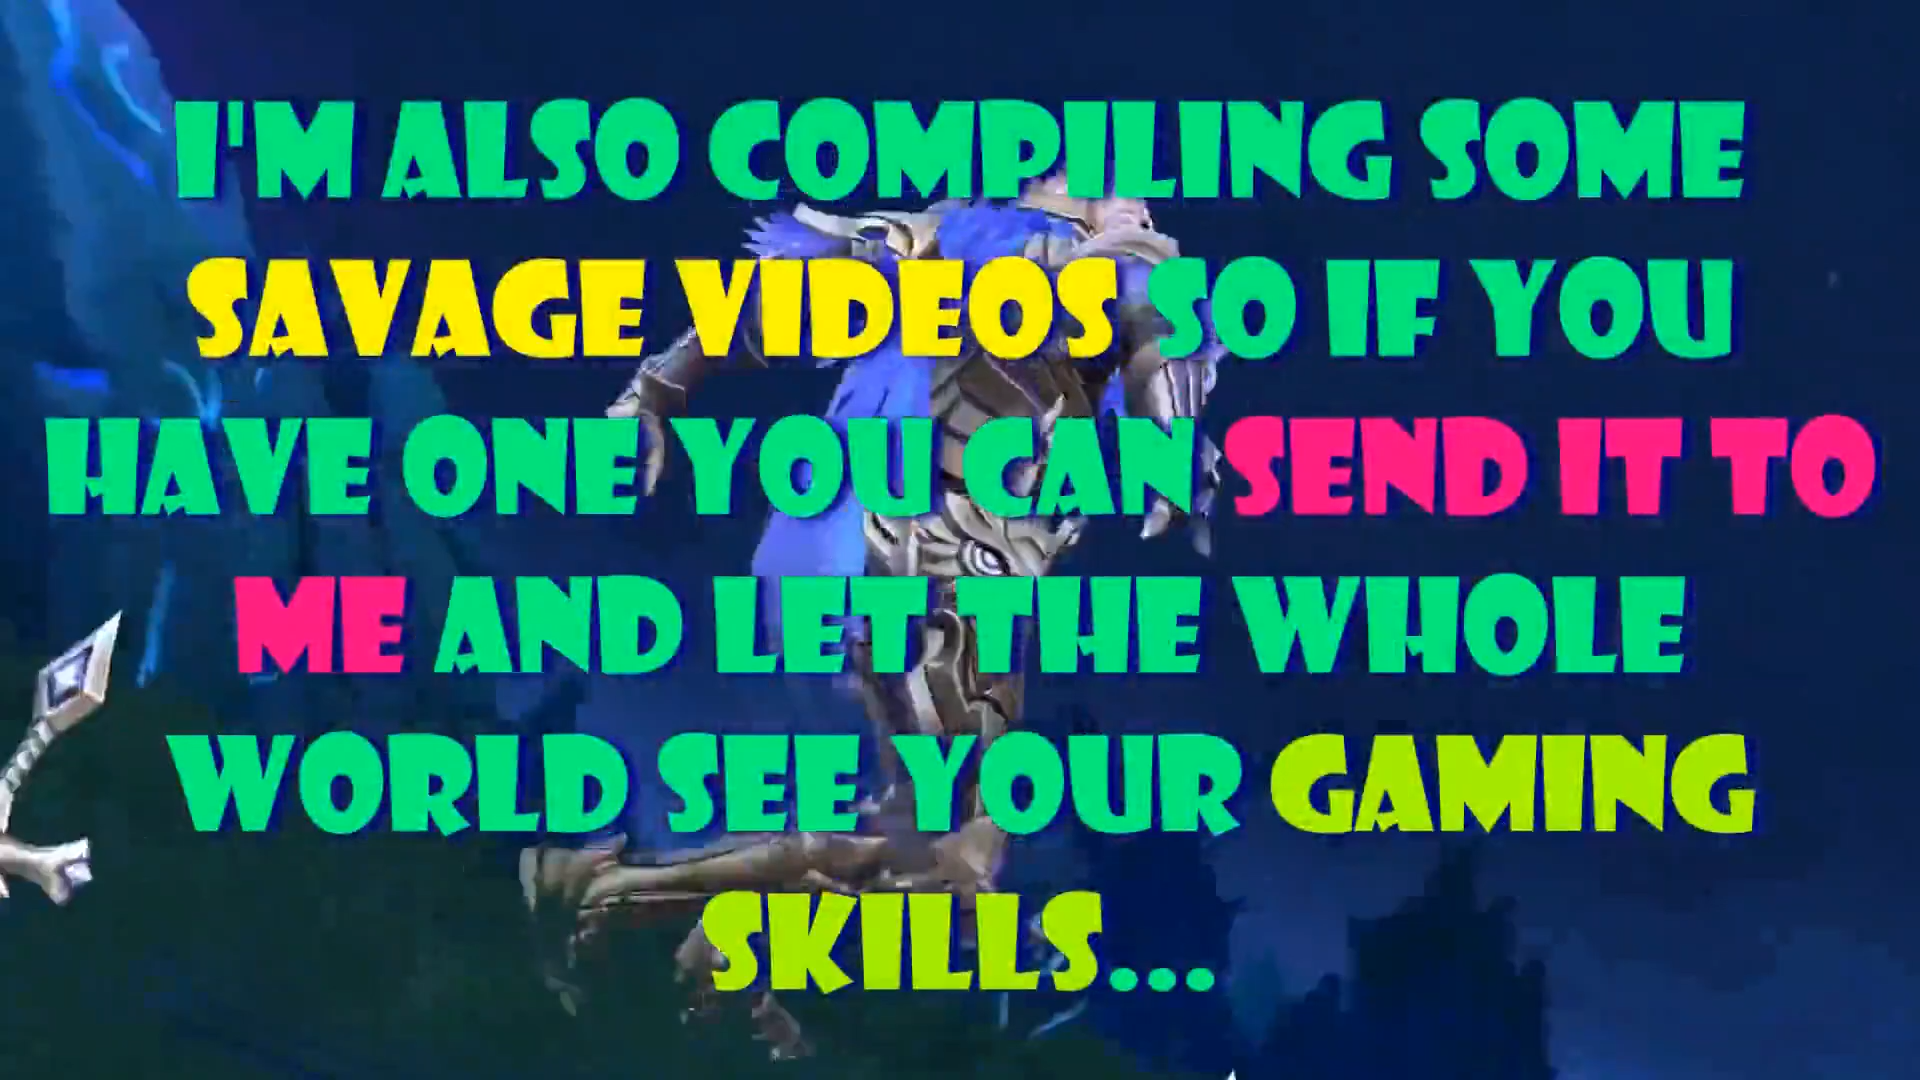 I'M ALSO COMPILING SOME
SAVAGE VIDEOS SO IF YOU
HAVE ONE YOU CAN SEND IT TO
ME AND LET THE WHOLE
WORLD SEE YOUR GAMING
SKILLS...